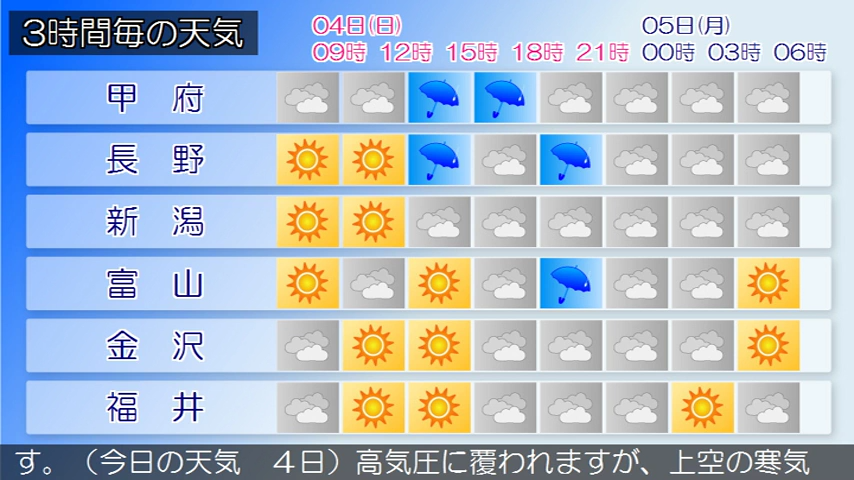 3時間毎の天気
04日(日) 05日(月)
09時 12時 15時 18時 21時 00時 03時 06時
甲 府
長 野
新 潟
富 山
金 沢
福 井
す。(今日の天気 4日)高気圧に覆われますが、上空の寒気